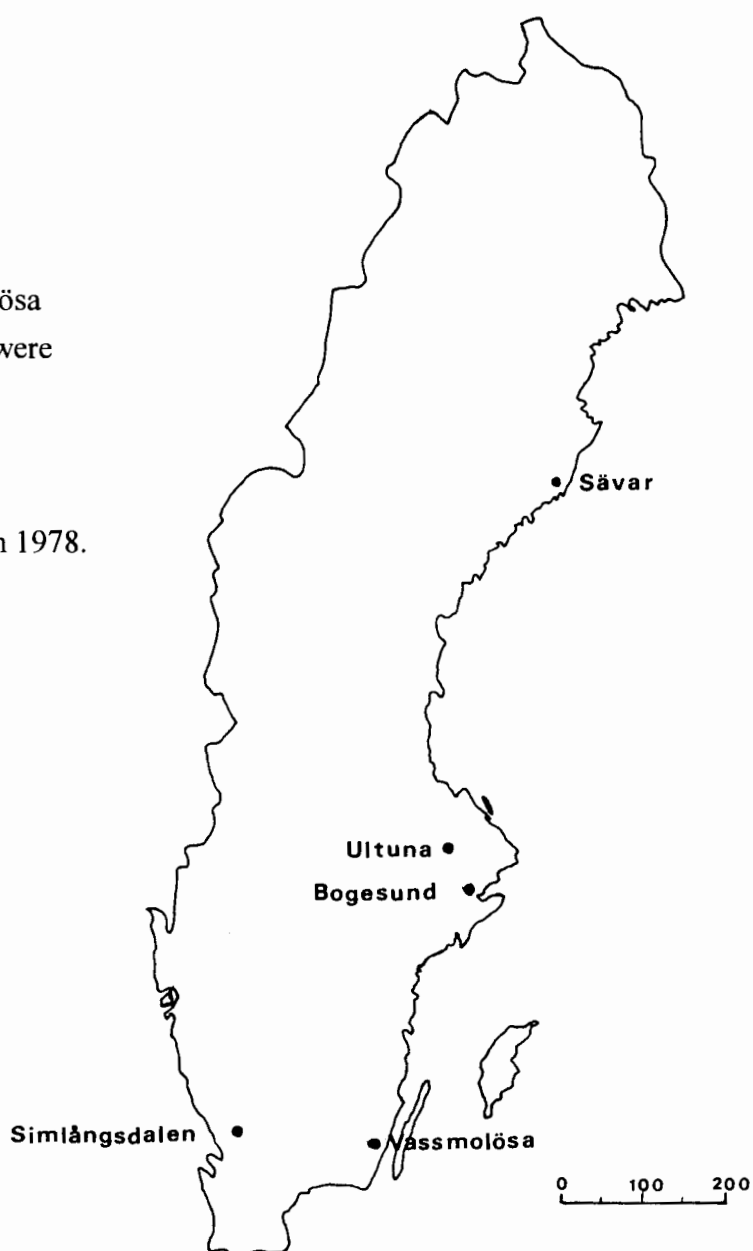 ösa
were
n 1978.
Sävar
Ultuna
Bogesund
Simlångsdalen
Vassmolösa
0 100 200